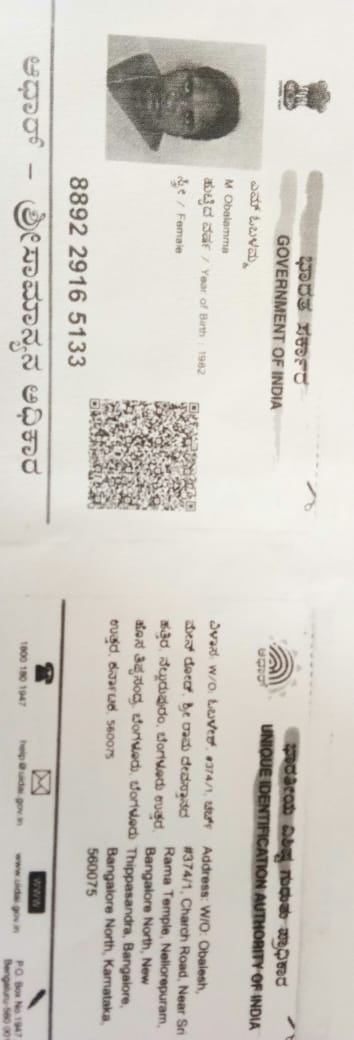 ಭಾರತ ಸರ್ಕಾರ
GOVERNMENT OF INDIA
ಎಮ್ ಓಬಳಮ್ಮ
M Obalamma
ಹುಟ್ಟಿದ ವರ್ಷ / Year of Birth : 1982
ಸ್ತ್ರೀ / Female
8892 2916 5133
ಆಧಾರ್ - ಶ್ರೀಸಾಮಾನ್ಯನ ಅಧಿಕಾರ
ಭಾರತೀಯ ವಿಶಿಷ್ಟ ಗುರುತು ಪ್ರಾಧಿಕಾರ
UNIQUE IDENTIFICATION AUTHORITY OF INDIA
ಆಧಾರ್
ವಿಳಾಸ: W/O, ಓಬಳೇಶ್, #374/1, ಚರ್ಚ್
ಮೇನ್ ರೋಡ್, ಶ್ರೀ ರಾಮ ದೇವಸ್ಥಾನದ
ಹತ್ತಿರ, ನೆಲ್ಲುರುಪುರಂ, ಬೆಂಗಳೂರು ಉತ್ತರ,
ಹೊಸ ತಿಪ್ಪಸಂದ್ರ, ಬೆಂಗಳೂರು, ಬೆಂಗಳೂರು
ಉತ್ತರ, ಕರ್ನಾಟಕ, 560075
Address: W/O: Obalesh,
#374/1, Charch Road, Near Sri
Rama Temple, Nellorepuram,
Bangalore North, New
Thippasandra, Bangalore,
Bangalore North, Karnataka,
560075
1800 180 1947
help@uidai.gov.in
WWW
www.uidai.gov.in
P.O. Box No.1947,
Bengaluru-560 001